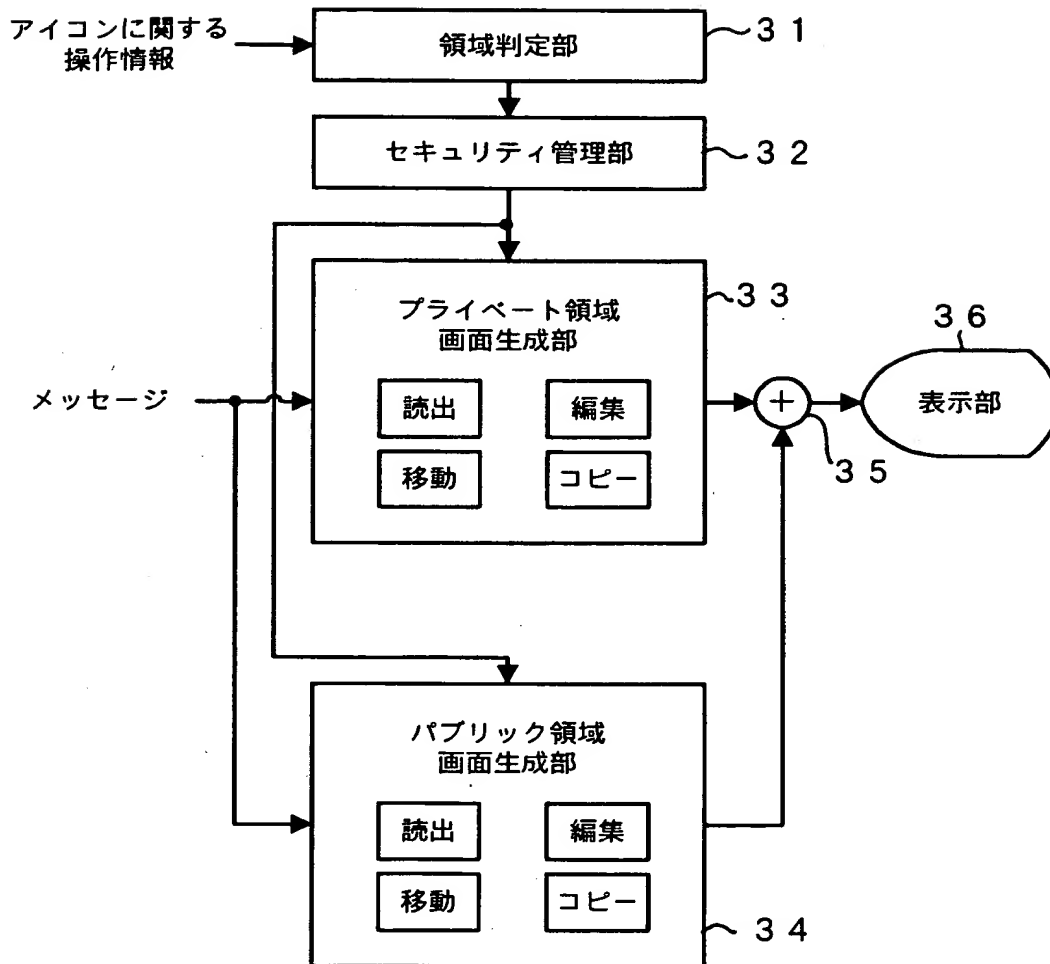 アイコンに関する
操作情報
領域判定部
31
セキュリティ管理部
32
プライベート領域
画面生成部
33
読出
編集
移動
コピー
メッセージ
+
35
36
表示部
パブリック領域
画面生成部
読出
編集
移動
コピー
34